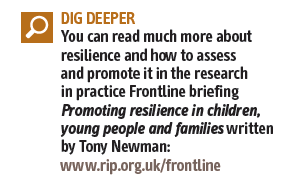 DIG DEEPER
You can read much more about
resilience and how to assess
and promote it in the research
in practice Frontline briefing
Promoting resilience in children,
young people and families written
by Tony Newman:
www.rip.org.uk/frontline